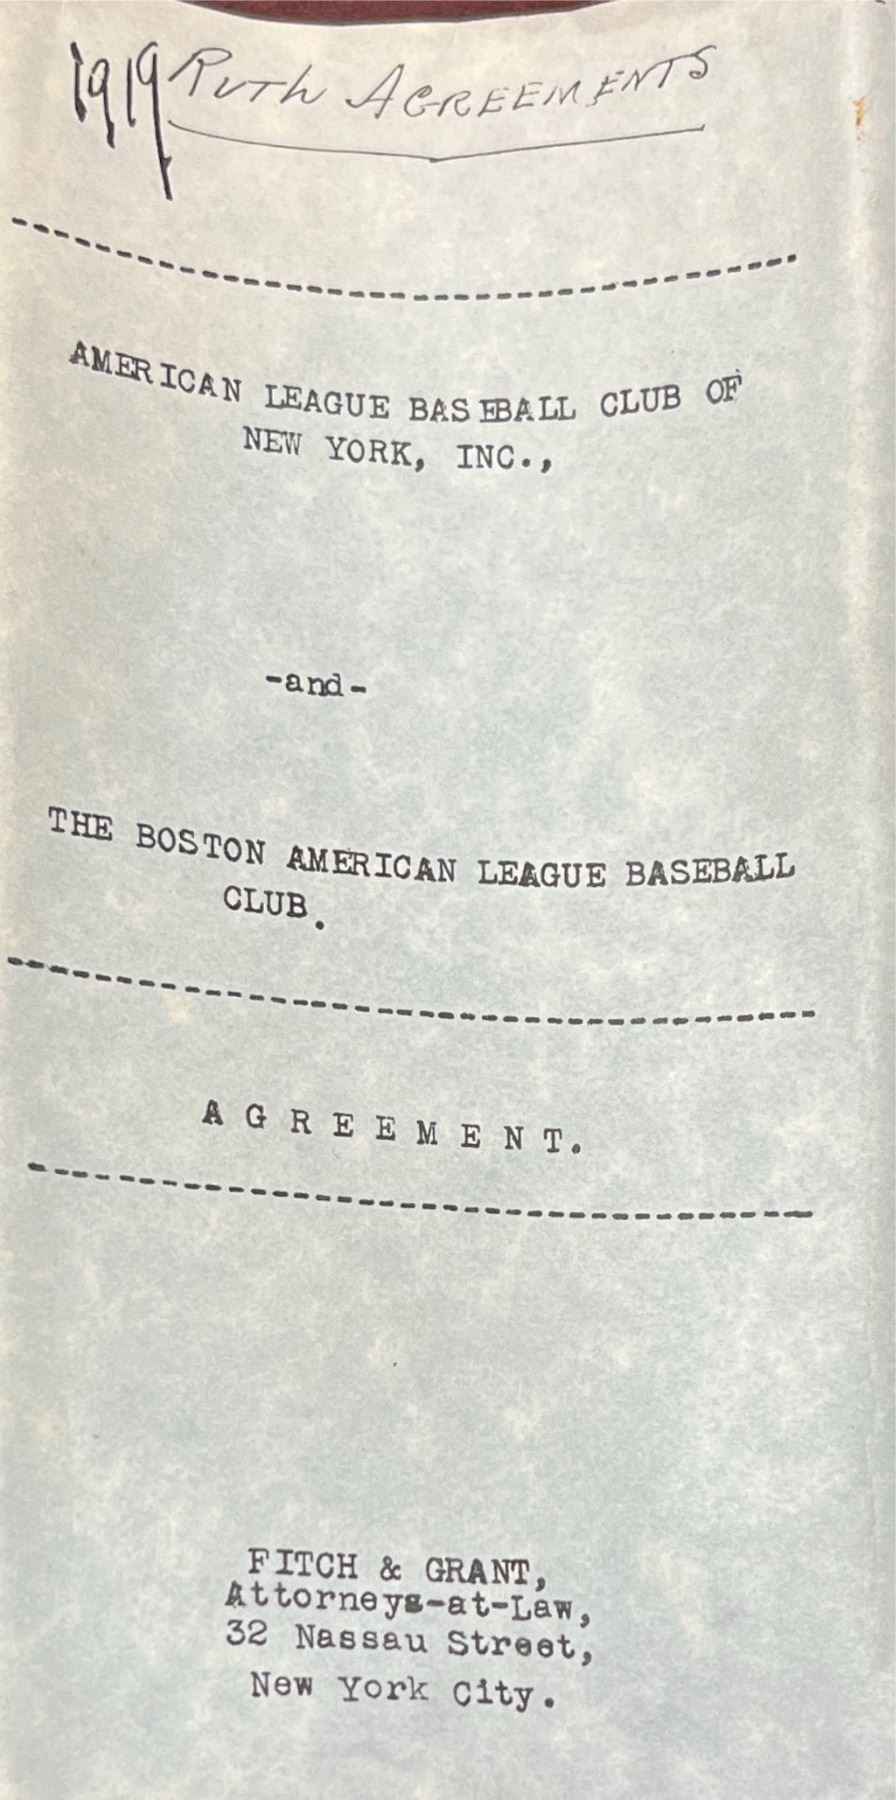 1919 Ruth AGREEMENTS
AMERICAN LEAGUE BASEBALL CLUB OF
NEW YORK, INC.,
-and-
THE BOSTON AMERICAN LEAGUE BASEBALL
CLUB.
A G R E E M E N T.
FITCH & GRANT,
Attorneys-at-Law,
32 Nassau Street,
New York City.